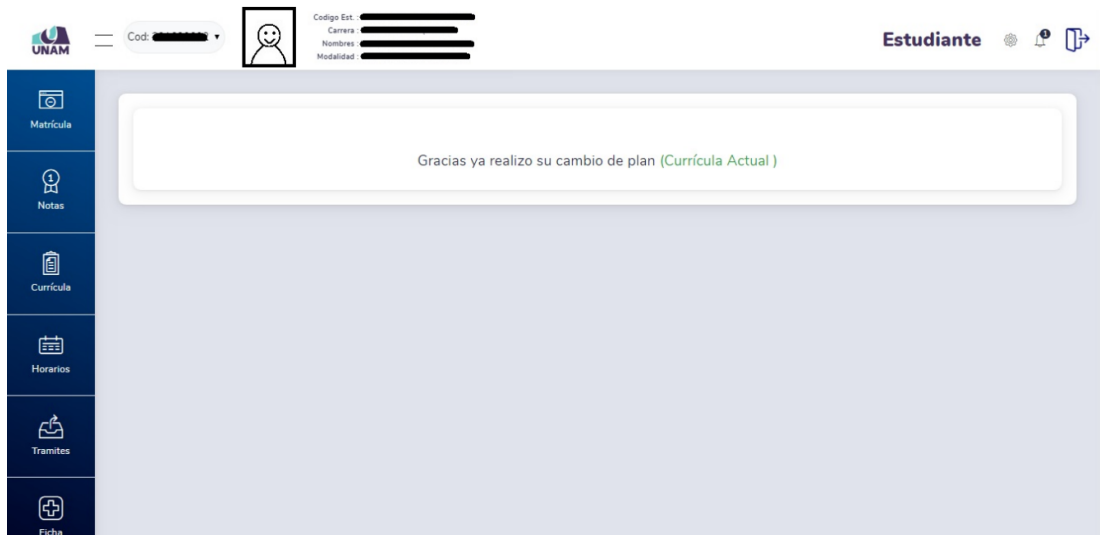 UNAM
Cod:
Codigo Est. :
Carrera :
Nombres :
Modalidad :
Estudiante
1
Matrícula
Notas
Currícula
Horarios
Tramites
Ficha
Gracias ya realizo su cambio de plan (Currícula Actual )